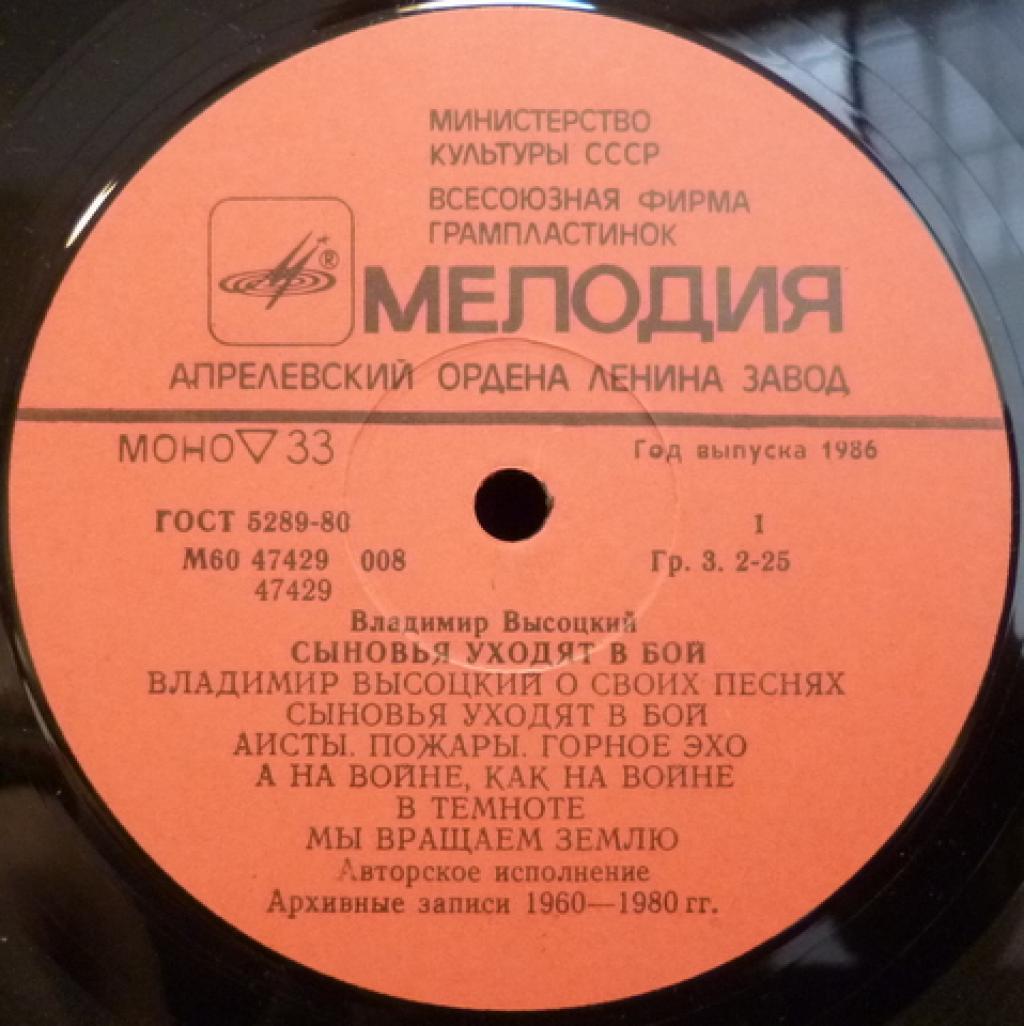 МИНИСТЕРСТВО
КУЛЬТУРЫ СССР
ВСЕСОЮЗНАЯ ФИРМА
ГРАМПЛАСТИНОК
®
МЕЛОДИЯ
АПРЕЛЕВСКИЙ ОРДЕНА ЛЕНИНА ЗАВОД
МОНО ▽ 33 Год выпуска 1986
ГОСТ 5289-80 1
М60 47429 008 Гр. 3. 2-25
47429
Владимир Высоцкий
СЫНОВЬЯ УХОДЯТ В БОЙ
ВЛАДИМИР ВЫСОЦКИЙ О СВОИХ ПЕСНЯХ
СЫНОВЬЯ УХОДЯТ В БОЙ
АИСТЫ. ПОЖАРЫ. ГОРНОЕ ЭХО
А НА ВОЙНЕ, КАК НА ВОЙНЕ
В ТЕМНОТЕ
МЫ ВРАЩАЕМ ЗЕМЛЮ
Авторское исполнение
Архивные записи 1960—1980 гг.